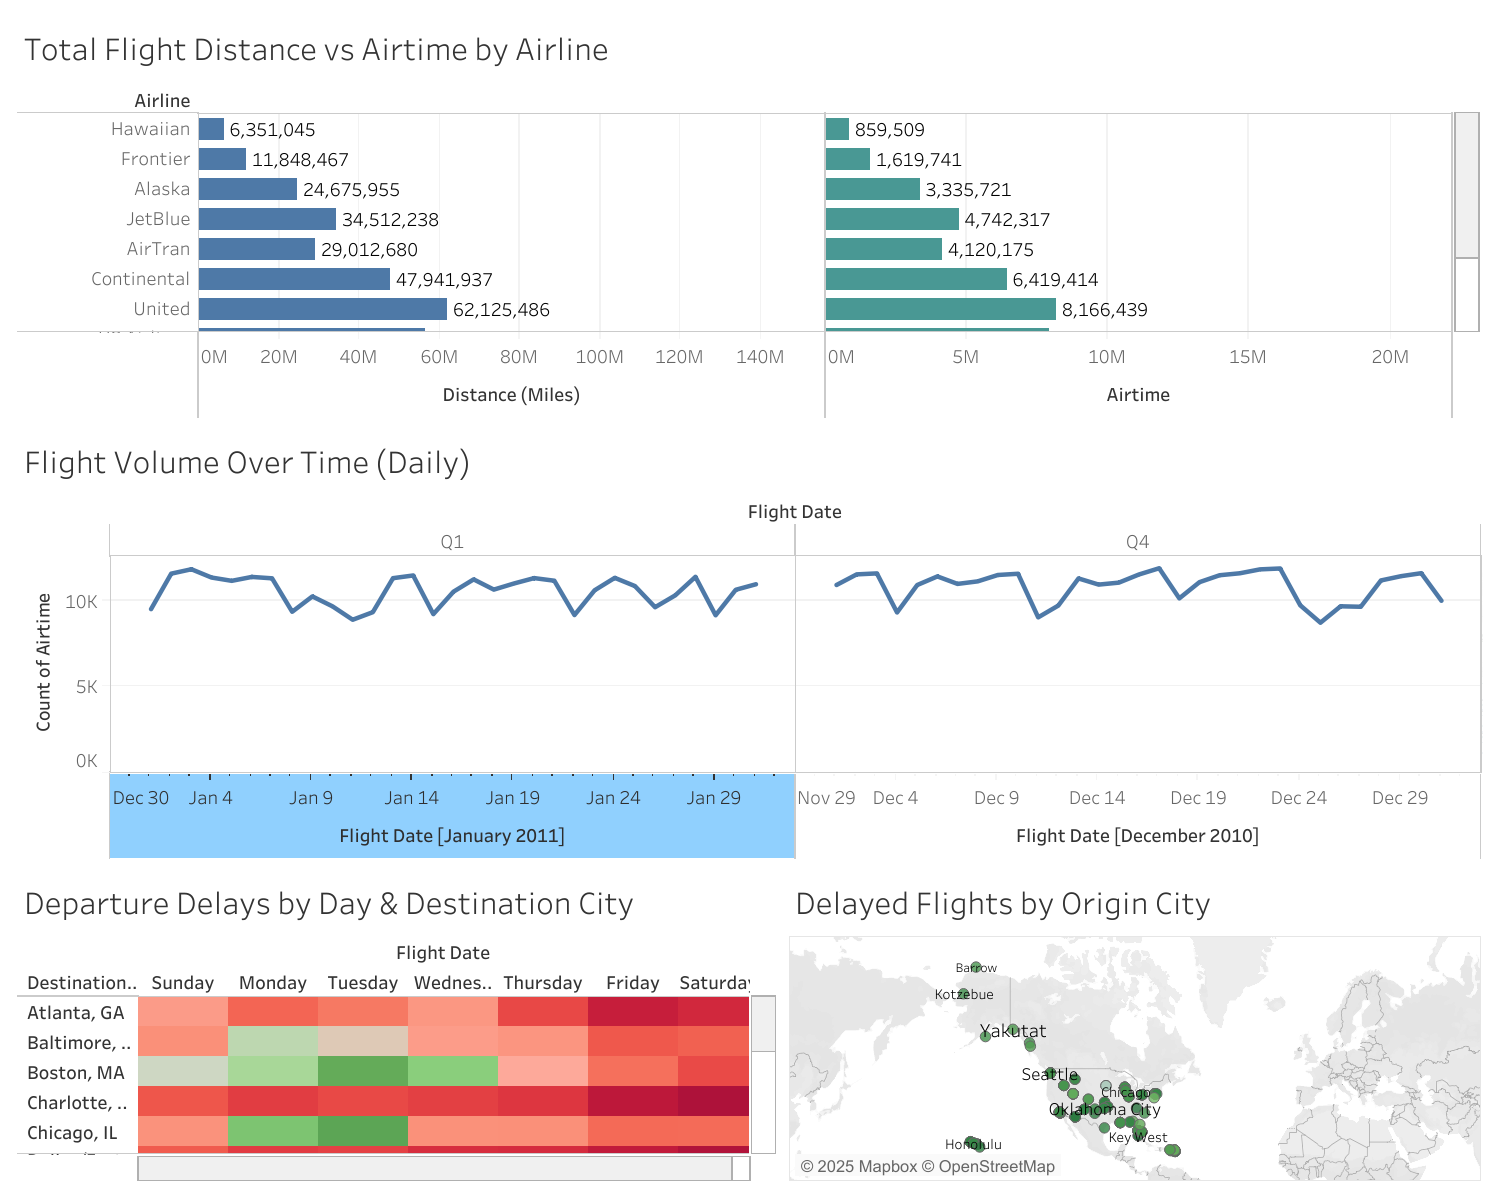 Total Flight Distance vs Airtime by Airline
Airline
Hawaiian 6,351,045 859,509
Frontier 11,848,467 1,619,741
Alaska 24,675,955 3,335,721
JetBlue 34,512,238 4,742,317
AirTran 29,012,680 4,120,175
Continental 47,941,937 6,419,414
United 62,125,486 8,166,439
0M 20M 40M 60M 80M 100M 120M 140M 0M 5M 10M 15M 20M
Distance (Miles) Airtime
Flight Volume Over Time (Daily)
Flight Date
Q1 Q4
Count of Airtime
10K
5K
0K
Dec 30 Jan 4 Jan 9 Jan 14 Jan 19 Jan 24 Jan 29 Nov 29 Dec 4 Dec 9 Dec 14 Dec 19 Dec 24 Dec 29
Flight Date [January 2011] Flight Date [December 2010]
Departure Delays by Day & Destination City
Flight Date
Destination.. Sunday Monday Tuesday Wednes.. Thursday Friday Saturday
Atlanta, GA
Baltimore, ..
Boston, MA
Charlotte, ..
Chicago, IL
Delayed Flights by Origin City
Barrow
Kotzebue
Yakutat
Seattle
Chicago
Oklahoma City
Key West
Honolulu
© 2025 Mapbox © OpenStreetMap